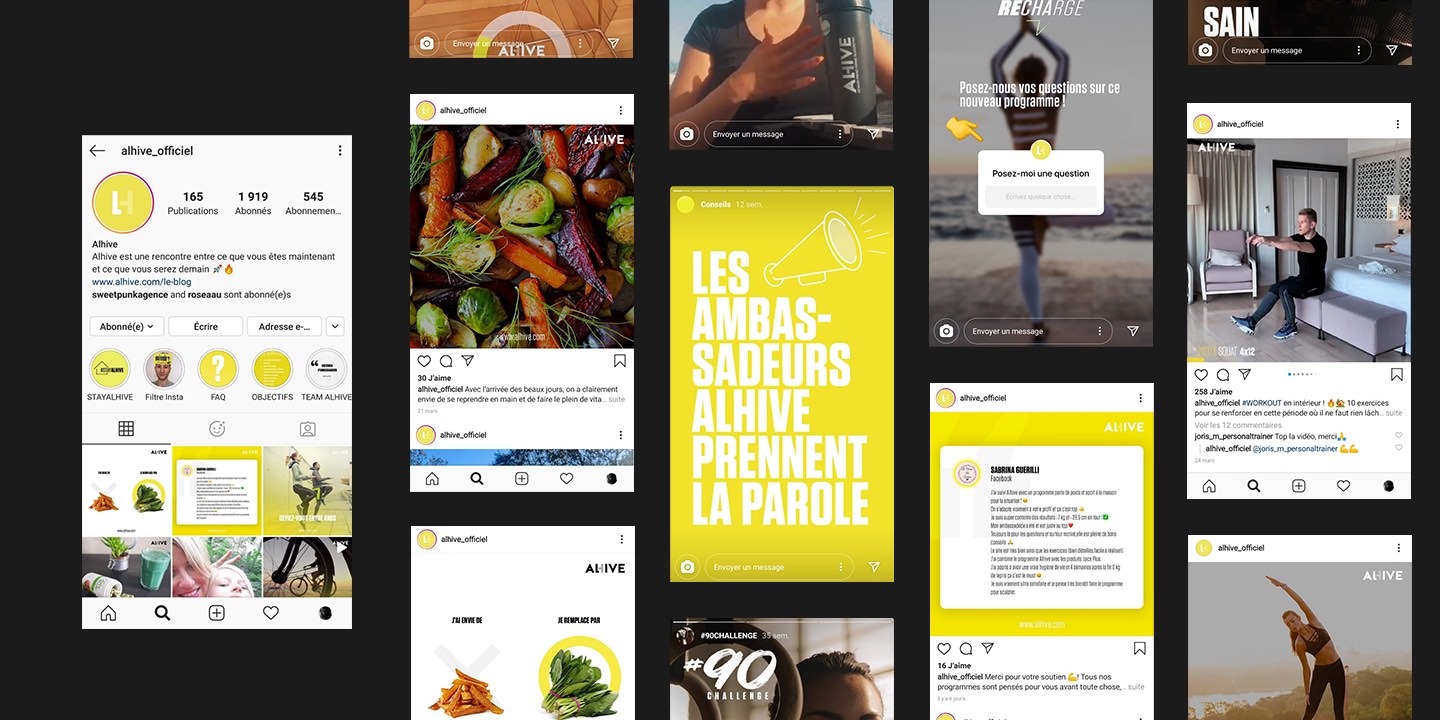 alhive_officiel
165
1 919
545
Publications
Abonnés
Abonnemen...
Alhive
Alhive est une rencontre entre ce que vous êtes maintenant
et ce que vous serez demain 🚀🔥
www.alhive.com/le-blog
sweetpunkagence and roseaau sont abonné(e)s
Abonné(e)
Écrire
Adresse e-...
STAYALHIVE
Filtre Insta
FAQ
OBJECTIFS
TEAM ALHIVE
Envoyer un message
ALHIVE
alhive_officiel
ALHIVE
www.alhive.com
30 J'aime
alhive_officiel Avec l'arrivée des beaux jours, on a clairement
envie de se reprendre en main et de faire le plein de vita... suite
21 mars
alhive_officiel
alhive_officiel
ALHIVE
J'AI ENVIE DE
JE REMPLACE PAR
ALHIVE
Envoyer un message
Conseils 12 sem.
LES
AMBAS-
SADEURS
ALHIVE
PRENNENT
LA PAROLE
Envoyer un message
#90CHALLENGE 35 sem.
#90
CHALLENGE
RECHARGE
Posez-nous vos questions sur ce
nouveau programme !
👉
Posez-moi une question
Écrivez quelque chose...
Envoyer un message
alhive_officiel
ALHIVE
SABRINA GUERILLI
Facebook
www.alhive.com
16 J'aime
alhive_officiel Merci pour votre soutien 💪! Tous nos
programmes sont pensés pour vous avant toute chose,... suite
il y a 6 jours
SAIN
Envoyer un message
alhive_officiel
ALHIVE
SQUAT 4x12
258 J'aime
alhive_officiel #WORKOUT en intérieur ! 🔥🏡 10 exercices
pour se renforcer en cette période où il ne faut rien lâch... suite
Voir les 12 commentaires
joris_m_personaltrainer Top la vidéo, merci🙏
alhive_officiel @joris_m_personaltrainer 💪💪
24 mars
alhive_officiel
ALHIVE